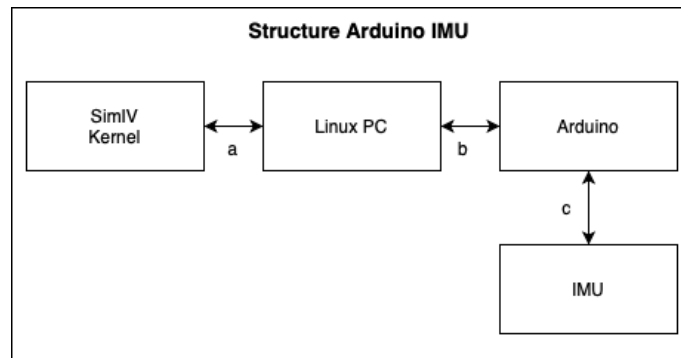 Structure Arduino IMU
SimIV
Kernel
Linux PC
Arduino
a
b
c
IMU